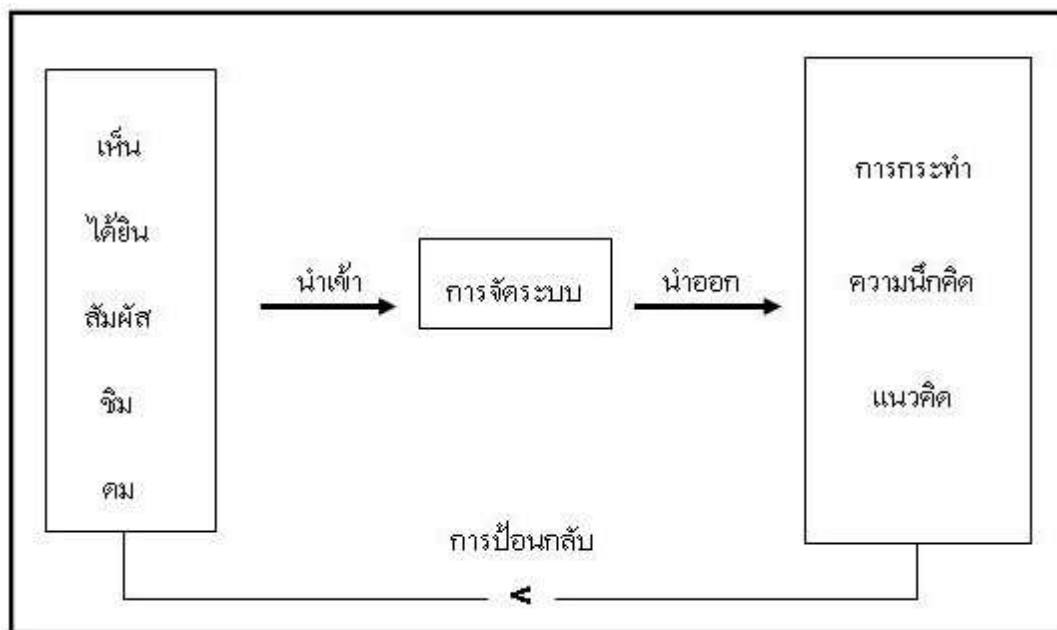 เห็น
ได้ยิน
สัมผัส
ชิม
ดม
นำเข้า
การจัดระบบ
นำออก
การกระทำ
ความนึกคิด
แนวคิด
การป้อนกลับ